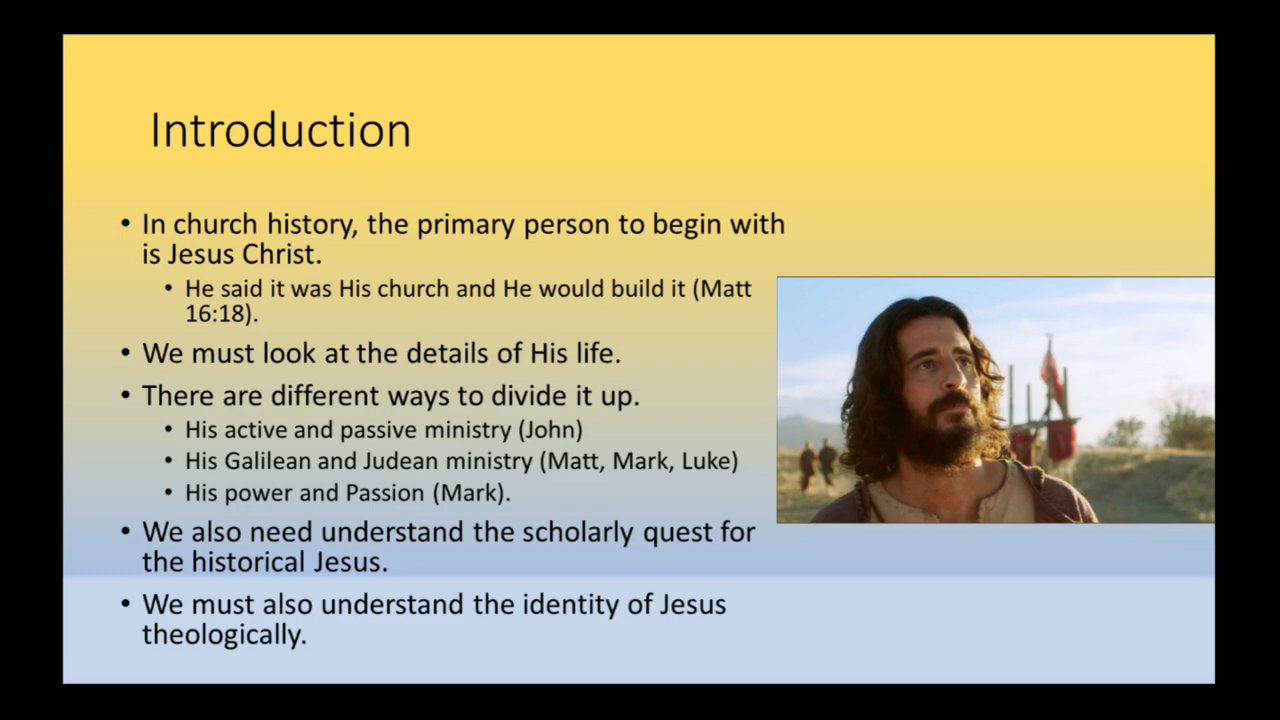 Introduction
• In church history, the primary person to begin with
is Jesus Christ.
• He said it was His church and He would build it (Matt
16:18).
• We must look at the details of His life.
• There are different ways to divide it up.
• His active and passive ministry (John)
• His Galilean and Judean ministry (Matt, Mark, Luke)
• His power and Passion (Mark).
• We also need understand the scholarly quest for
the historical Jesus.
• We must also understand the identity of Jesus
theologically.